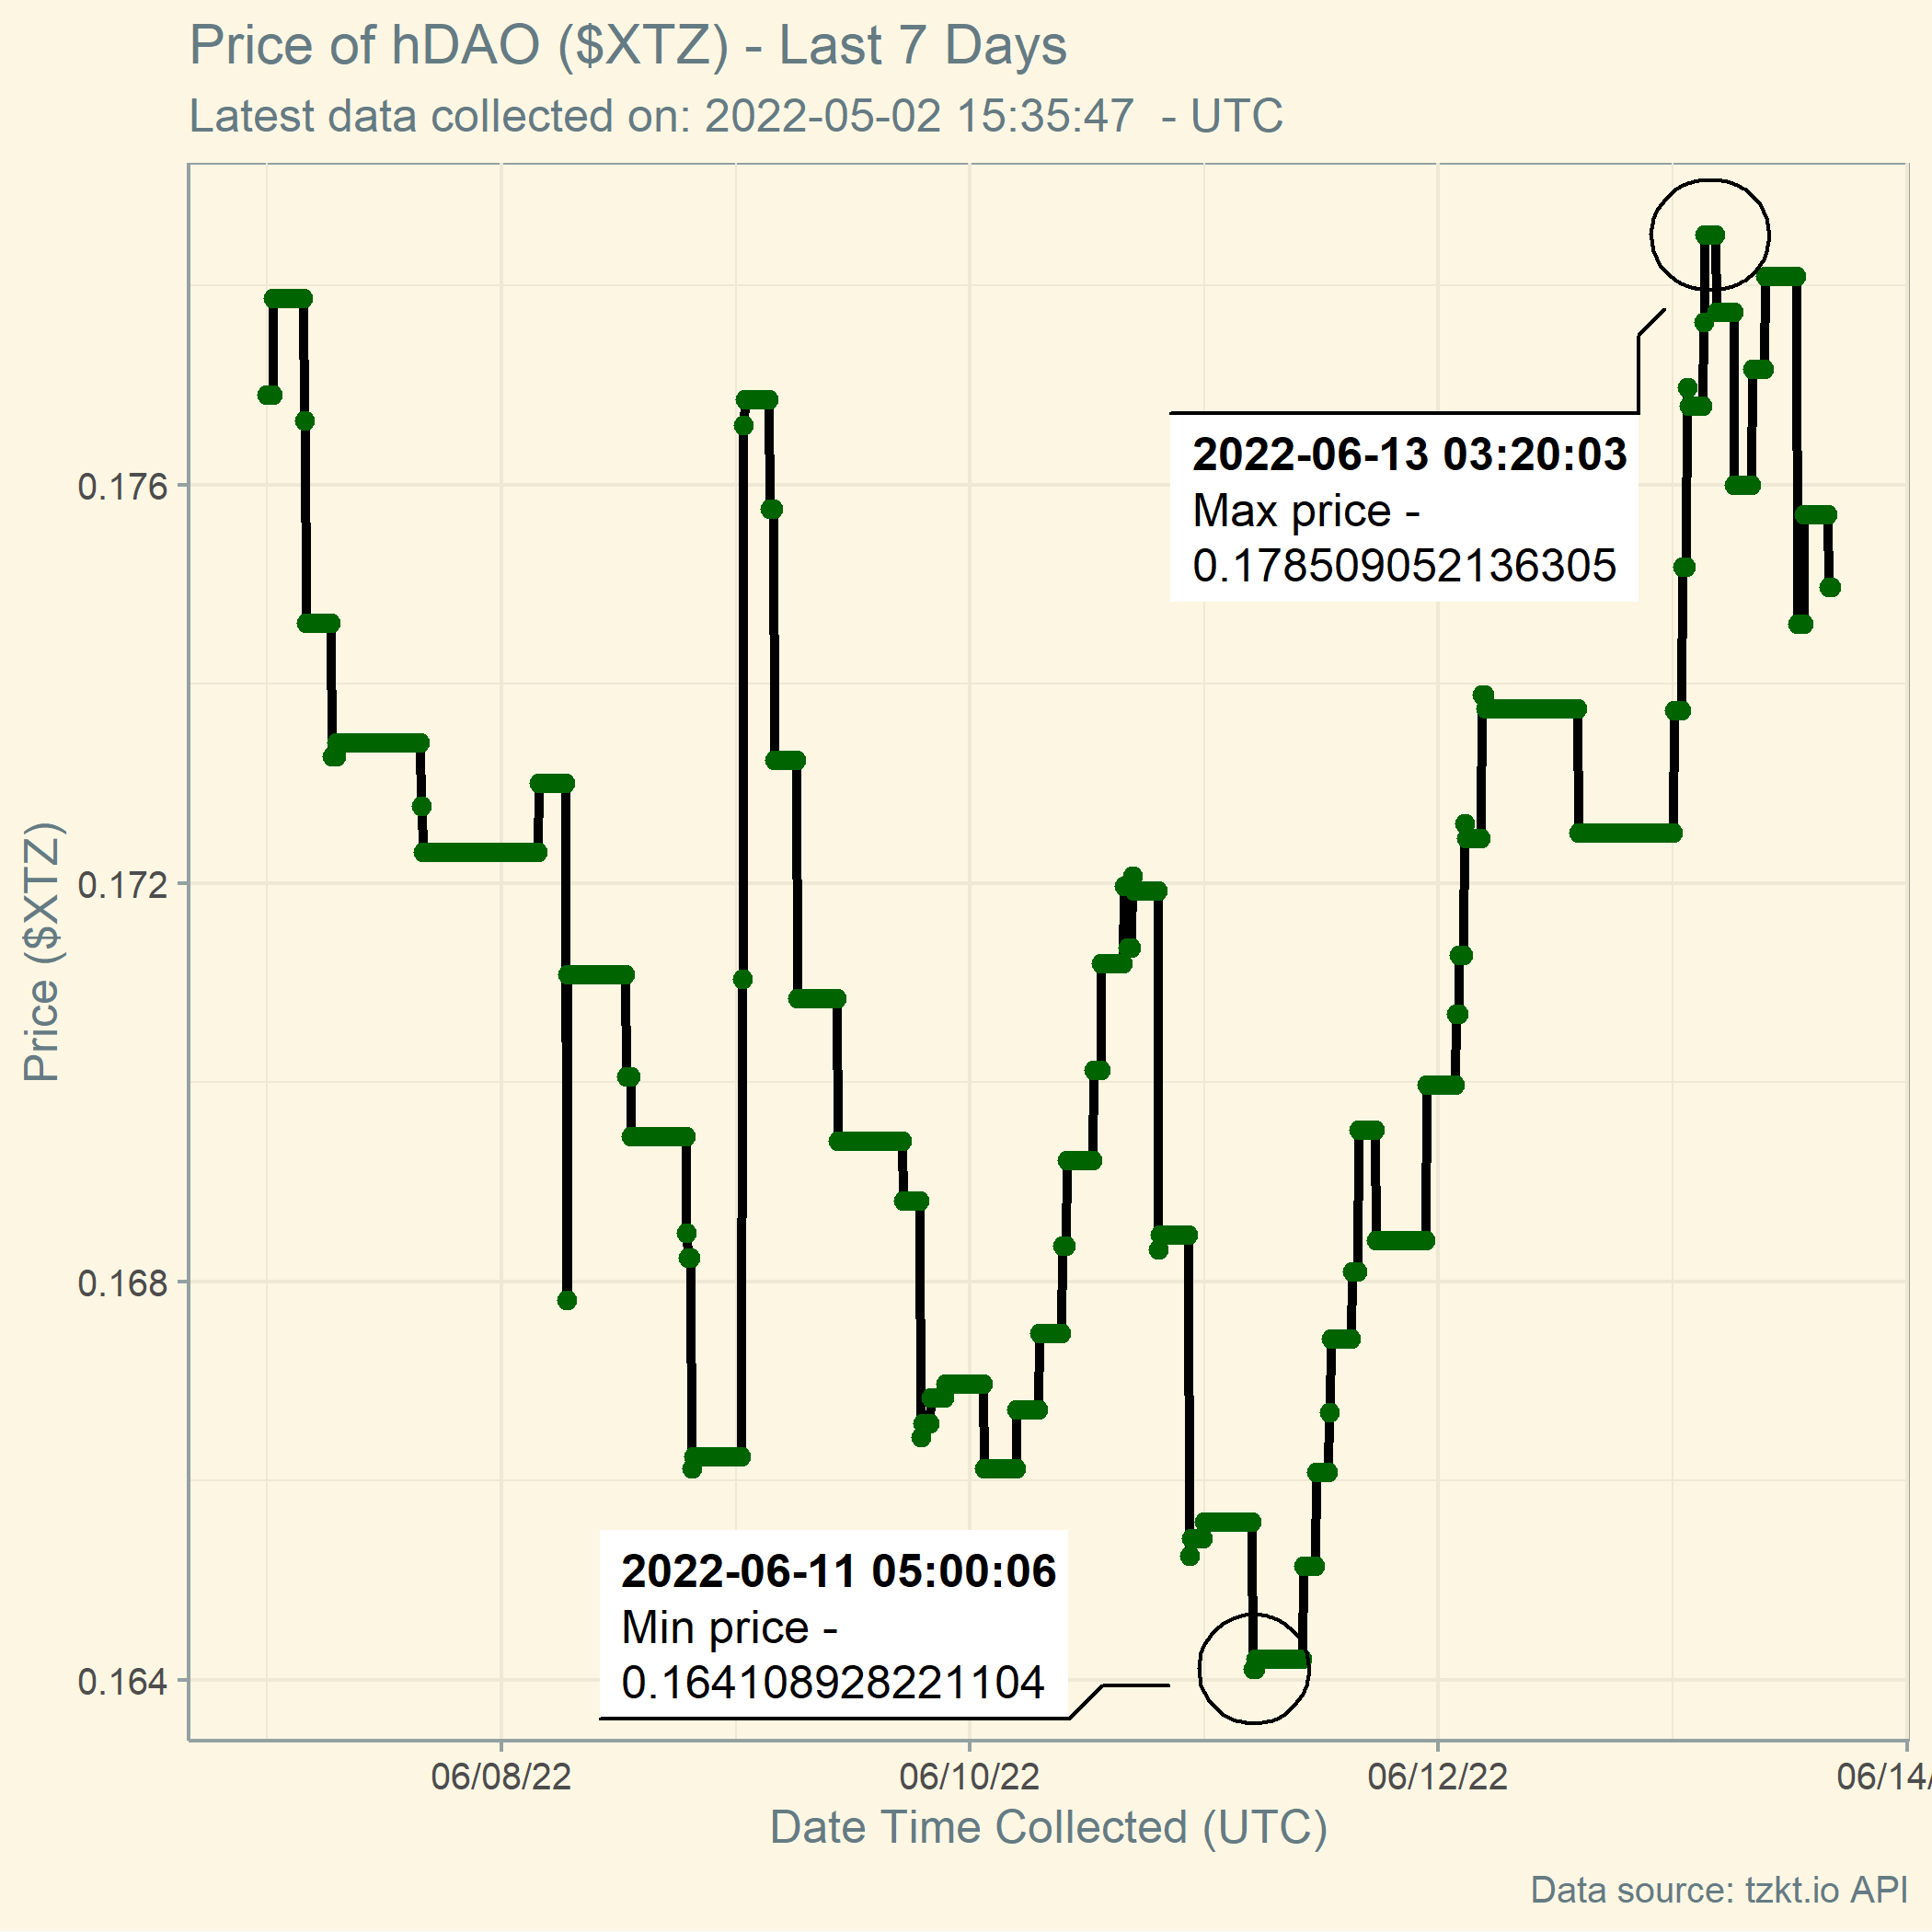 Price of hDAO ($XTZ) - Last 7 Days
Latest data collected on: 2022-05-02 15:35:47  - UTC
Price ($XTZ)
0.176
0.172
0.168
0.164
2022-06-13 03:20:03
Max price -
0.178509052136305
2022-06-11 05:00:06
Min price -
0.164108928221104
06/08/22
06/10/22
06/12/22
06/14/
Date Time Collected (UTC)
Data source: tzkt.io API